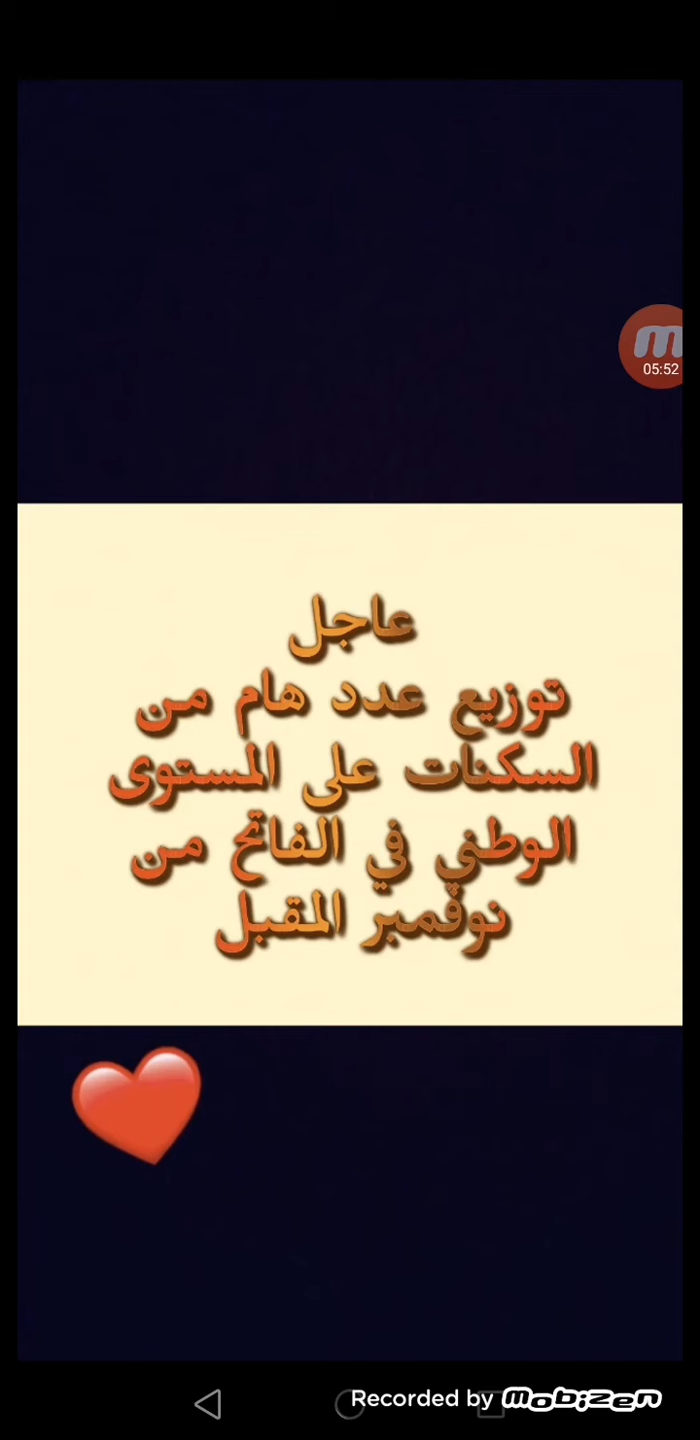 m
05:52
عاجل
توزيع عدد هام من
السكنات على المستوى
الوطني في الفاتح من
نوفمبر المقبل
Recorded by mobizen